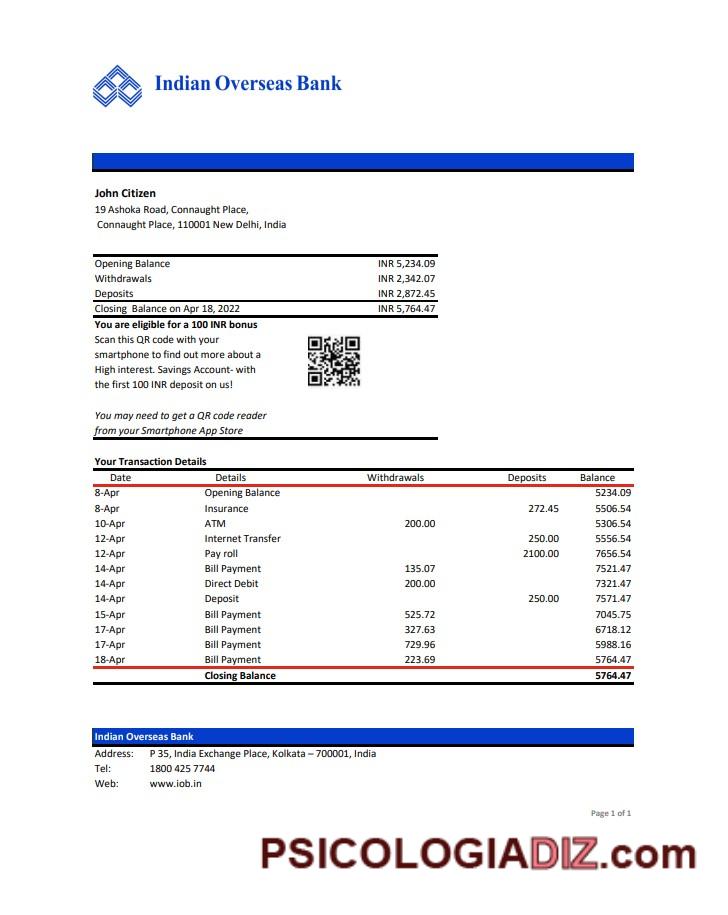 Indian Overseas Bank
John Citizen
19 Ashoka Road, Connaught Place,
Connaught Place, 110001 New Delhi, India
Opening Balance INR 5,234.09
Withdrawals INR 2,342.07
Deposits INR 2,872.45
Closing Balance on Apr 18, 2022 INR 5,764.47
You are eligible for a 100 INR bonus
Scan this QR code with your
smartphone to find out more about a
High interest. Savings Account- with
the first 100 INR deposit on us!
You may need to get a QR code reader
from your Smartphone App Store
Your Transaction Details
Date Details Withdrawals Deposits Balance
8-Apr Opening Balance 5234.09
8-Apr Insurance 272.45 5506.54
10-Apr ATM 200.00 5306.54
12-Apr Internet Transfer 250.00 5556.54
12-Apr Pay roll 2100.00 7656.54
14-Apr Bill Payment 135.07 7521.47
14-Apr Direct Debit 200.00 7321.47
14-Apr Deposit 250.00 7571.47
15-Apr Bill Payment 525.72 7045.75
17-Apr Bill Payment 327.63 6718.12
17-Apr Bill Payment 729.96 5988.16
18-Apr Bill Payment 223.69 5764.47
Closing Balance 5764.47
Indian Overseas Bank
Address: P 35, India Exchange Place, Kolkata – 700001, India
Tel: 1800 425 7744
Web: www.iob.in
Page 1 of 1
PSICOLOGIADIZ.com